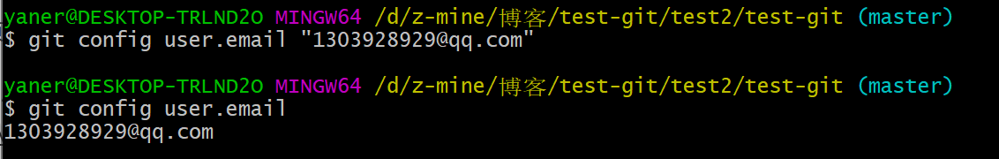 yaner@DESKTOP-TRLND2O MINGW64 /d/z-mine/博客/test-git/test2/test-git (master)
$ git config user.email "1303928929@qq.com"
yaner@DESKTOP-TRLND2O MINGW64 /d/z-mine/博客/test-git/test2/test-git (master)
$ git config user.email
1303928929@qq.com